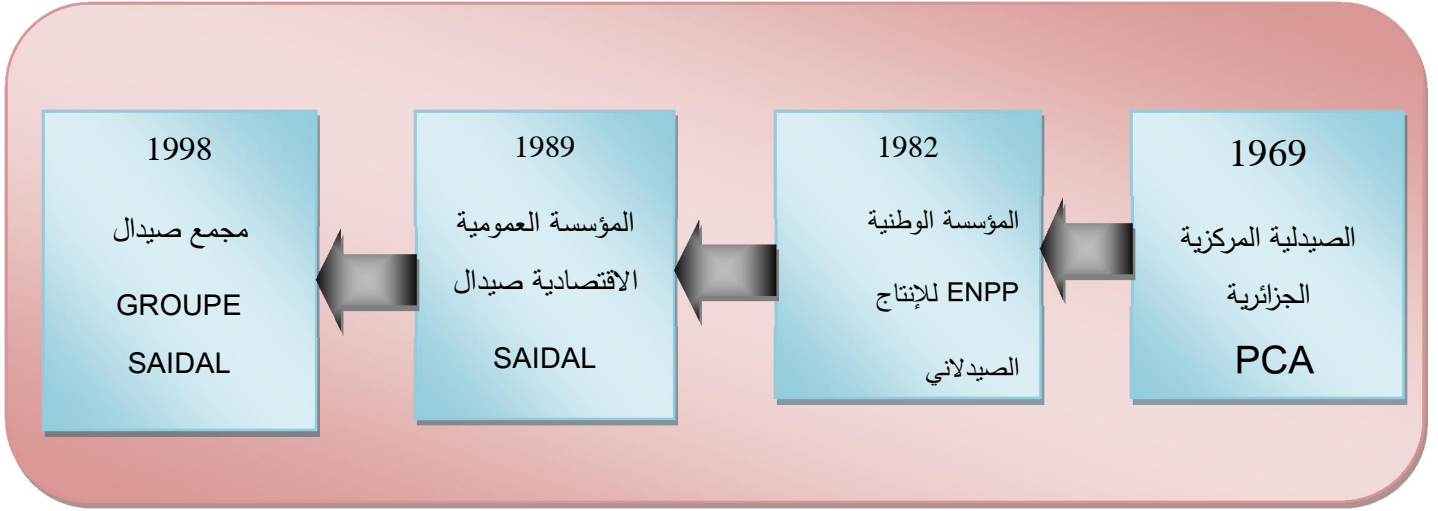 1969
الصيدلية المركزية
الجزائرية
PCA
1982
المؤسسة الوطنية
ENPP للإنتاج
الصيدلاني
1989
المؤسسة العمومية
الاقتصادية صيدال
SAIDAL
1998
مجمع صيدال
GROUPE
SAIDAL